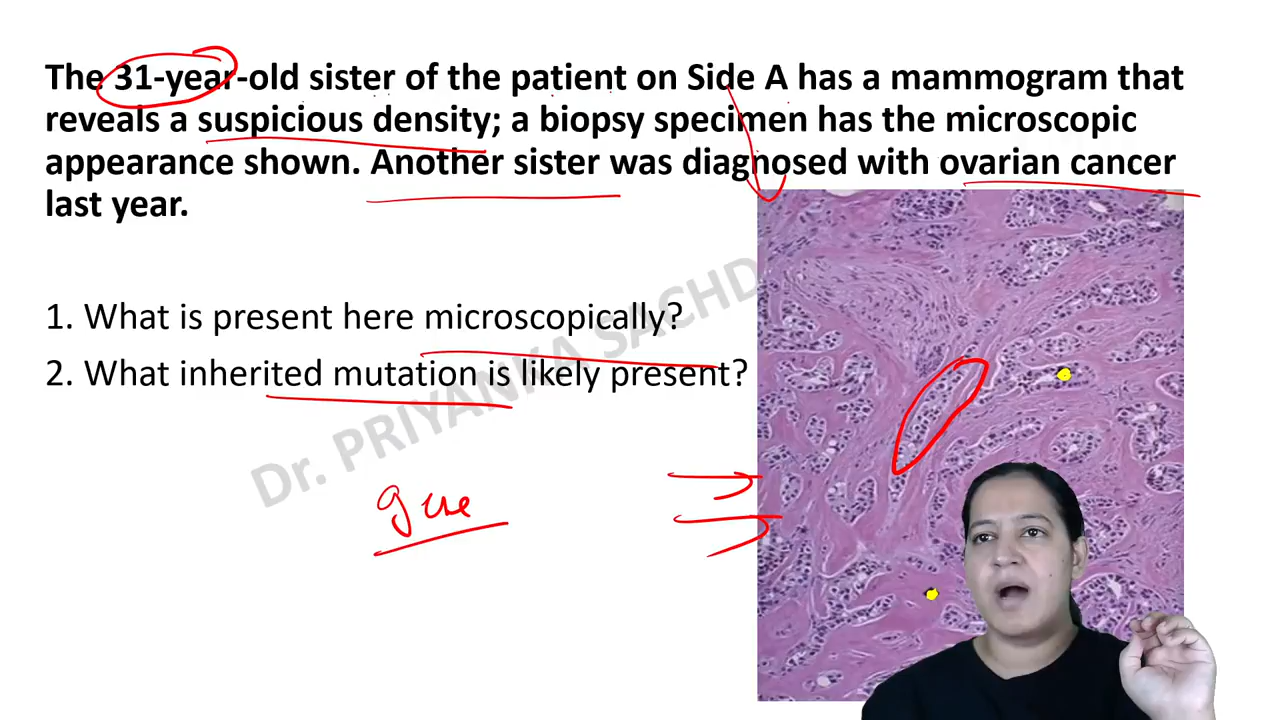 The 31-year-old sister of the patient on Side A has a mammogram that
reveals a suspicious density; a biopsy specimen has the microscopic
appearance shown. Another sister was diagnosed with ovarian cancer
last year.
1. What is present here microscopically?
2. What inherited mutation is likely present?
Dr. PRIYANKA SACHD